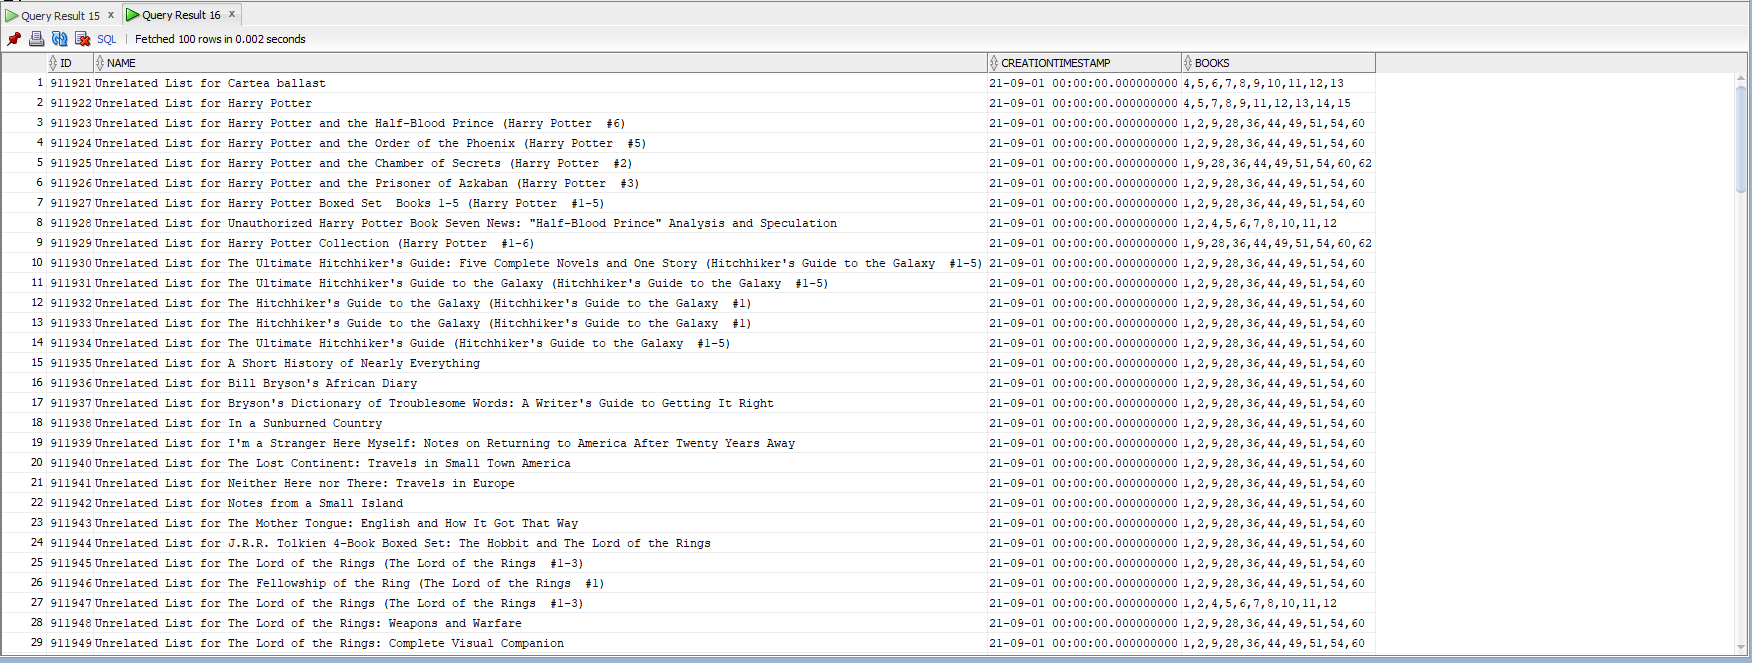 Query Result 15 x Query Result 16 x
SQL | Fetched 100 rows in 0.002 seconds
ID NAME CREATIONTIMESTAMP BOOKS
1 911921 Unrelated List for Cartea ballast 21-09-01 00:00:00.000000000 4,5,6,7,8,9,10,11,12,13
2 911922 Unrelated List for Harry Potter 21-09-01 00:00:00.000000000 4,5,7,8,9,11,12,13,14,15
3 911923 Unrelated List for Harry Potter and the Half-Blood Prince (Harry Potter  #6) 21-09-01 00:00:00.000000000 1,2,9,28,36,44,49,51,54,60
4 911924 Unrelated List for Harry Potter and the Order of the Phoenix (Harry Potter  #5) 21-09-01 00:00:00.000000000 1,2,9,28,36,44,49,51,54,60
5 911925 Unrelated List for Harry Potter and the Chamber of Secrets (Harry Potter  #2) 21-09-01 00:00:00.000000000 1,9,28,36,44,49,51,54,60,62
6 911926 Unrelated List for Harry Potter and the Prisoner of Azkaban (Harry Potter  #3) 21-09-01 00:00:00.000000000 1,2,9,28,36,44,49,51,54,60
7 911927 Unrelated List for Harry Potter Boxed Set  Books 1-5 (Harry Potter  #1-5) 21-09-01 00:00:00.000000000 1,2,9,28,36,44,49,51,54,60
8 911928 Unrelated List for Unauthorized Harry Potter Book Seven News: "Half-Blood Prince" Analysis and Speculation 21-09-01 00:00:00.000000000 1,2,4,5,6,7,8,10,11,12
9 911929 Unrelated List for Harry Potter Collection (Harry Potter  #1-6) 21-09-01 00:00:00.000000000 1,9,28,36,44,49,51,54,60,62
10 911930 Unrelated List for The Ultimate Hitchhiker's Guide: Five Complete Novels and One Story (Hitchhiker's Guide to the Galaxy  #1-5) 21-09-01 00:00:00.000000000 1,2,9,28,36,44,49,51,54,60
11 911931 Unrelated List for The Ultimate Hitchhiker's Guide to the Galaxy (Hitchhiker's Guide to the Galaxy  #1-5) 21-09-01 00:00:00.000000000 1,2,9,28,36,44,49,51,54,60
12 911932 Unrelated List for The Hitchhiker's Guide to the Galaxy (Hitchhiker's Guide to the Galaxy  #1) 21-09-01 00:00:00.000000000 1,2,9,28,36,44,49,51,54,60
13 911933 Unrelated List for The Hitchhiker's Guide to the Galaxy (Hitchhiker's Guide to the Galaxy  #1) 21-09-01 00:00:00.000000000 1,2,9,28,36,44,49,51,54,60
14 911934 Unrelated List for The Ultimate Hitchhiker's Guide (Hitchhiker's Guide to the Galaxy  #1-5) 21-09-01 00:00:00.000000000 1,2,9,28,36,44,49,51,54,60
15 911935 Unrelated List for A Short History of Nearly Everything 21-09-01 00:00:00.000000000 1,2,9,28,36,44,49,51,54,60
16 911936 Unrelated List for Bill Bryson's African Diary 21-09-01 00:00:00.000000000 1,2,9,28,36,44,49,51,54,60
17 911937 Unrelated List for Bryson's Dictionary of Troublesome Words: A Writer's Guide to Getting It Right 21-09-01 00:00:00.000000000 1,2,9,28,36,44,49,51,54,60
18 911938 Unrelated List for In a Sunburned Country 21-09-01 00:00:00.000000000 1,2,9,28,36,44,49,51,54,60
19 911939 Unrelated List for I'm a Stranger Here Myself: Notes on Returning to America After Twenty Years Away 21-09-01 00:00:00.000000000 1,2,9,28,36,44,49,51,54,60
20 911940 Unrelated List for The Lost Continent: Travels in Small Town America 21-09-01 00:00:00.000000000 1,2,9,28,36,44,49,51,54,60
21 911941 Unrelated List for Neither Here nor There: Travels in Europe 21-09-01 00:00:00.000000000 1,2,9,28,36,44,49,51,54,60
22 911942 Unrelated List for Notes from a Small Island 21-09-01 00:00:00.000000000 1,2,9,28,36,44,49,51,54,60
23 911943 Unrelated List for The Mother Tongue: English and How It Got That Way 21-09-01 00:00:00.000000000 1,2,9,28,36,44,49,51,54,60
24 911944 Unrelated List for J.R.R. Tolkien 4-Book Boxed Set: The Hobbit and The Lord of the Rings 21-09-01 00:00:00.000000000 1,2,9,28,36,44,49,51,54,60
25 911945 Unrelated List for The Lord of the Rings (The Lord of the Rings  #1-3) 21-09-01 00:00:00.000000000 1,2,9,28,36,44,49,51,54,60
26 911946 Unrelated List for The Fellowship of the Ring (The Lord of the Rings  #1) 21-09-01 00:00:00.000000000 1,2,9,28,36,44,49,51,54,60
27 911947 Unrelated List for The Lord of the Rings (The Lord of the Rings  #1-3) 21-09-01 00:00:00.000000000 1,2,4,5,6,7,8,10,11,12
28 911948 Unrelated List for The Lord of the Rings: Weapons and Warfare 21-09-01 00:00:00.000000000 1,2,9,28,36,44,49,51,54,60
29 911949 Unrelated List for The Lord of the Rings: Complete Visual Companion 21-09-01 00:00:00.000000000 1,2,9,28,36,44,49,51,54,60